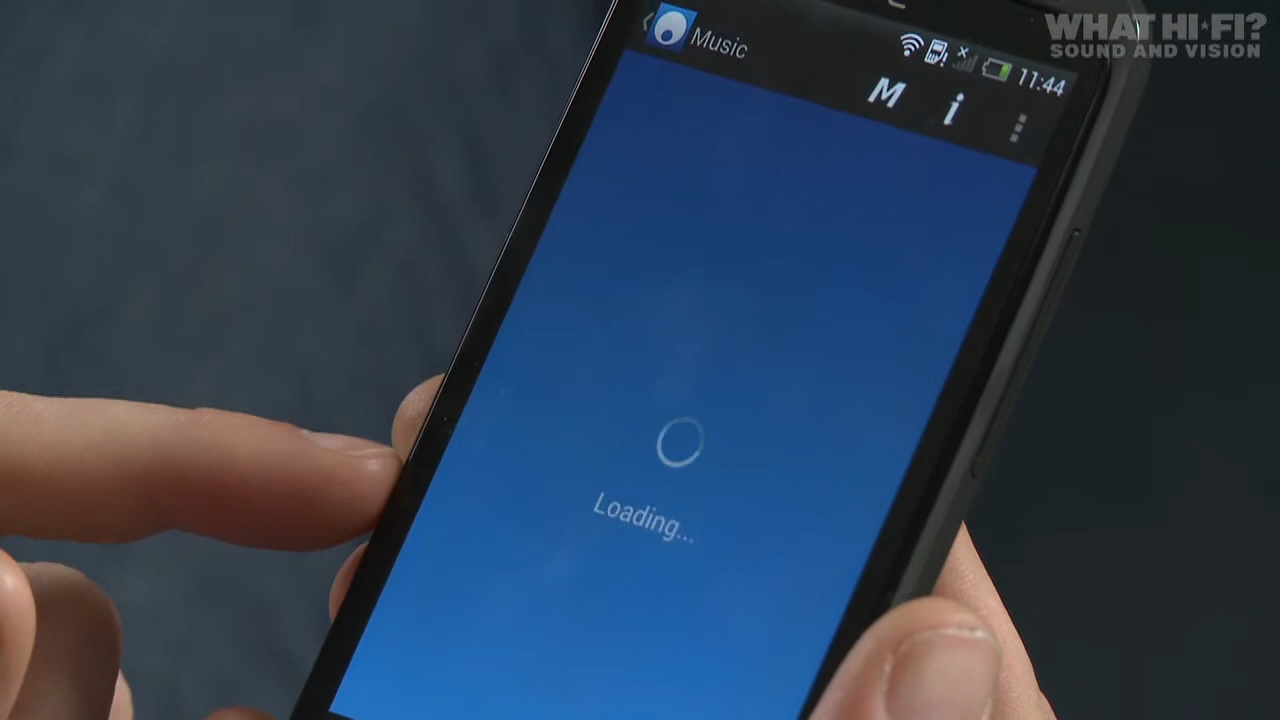 WHAT HI*FI?
SOUND AND VISION
Music
11:44
M i
Loading...